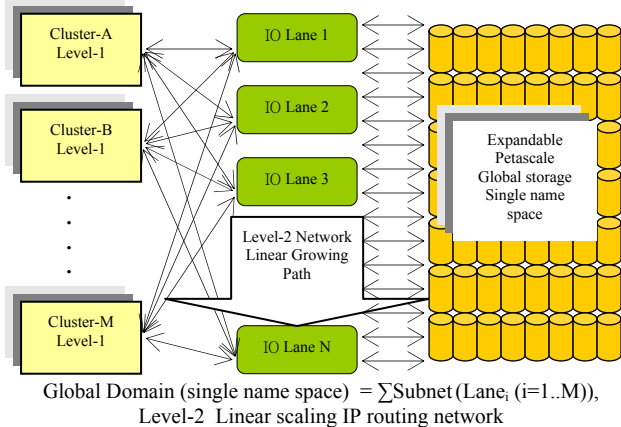 Cluster-A
Level-1
Cluster-B
Level-1
Cluster-M
Level-1
IO Lane 1
IO Lane 2
IO Lane 3
Level-2 Network
Linear Growing
Path
IO Lane N
Expandable
Petascale
Global storage
Single name
space
Global Domain (single name space) = ∑Subnet (Laneᵢ (i=1..M)),
Level-2 Linear scaling IP routing network